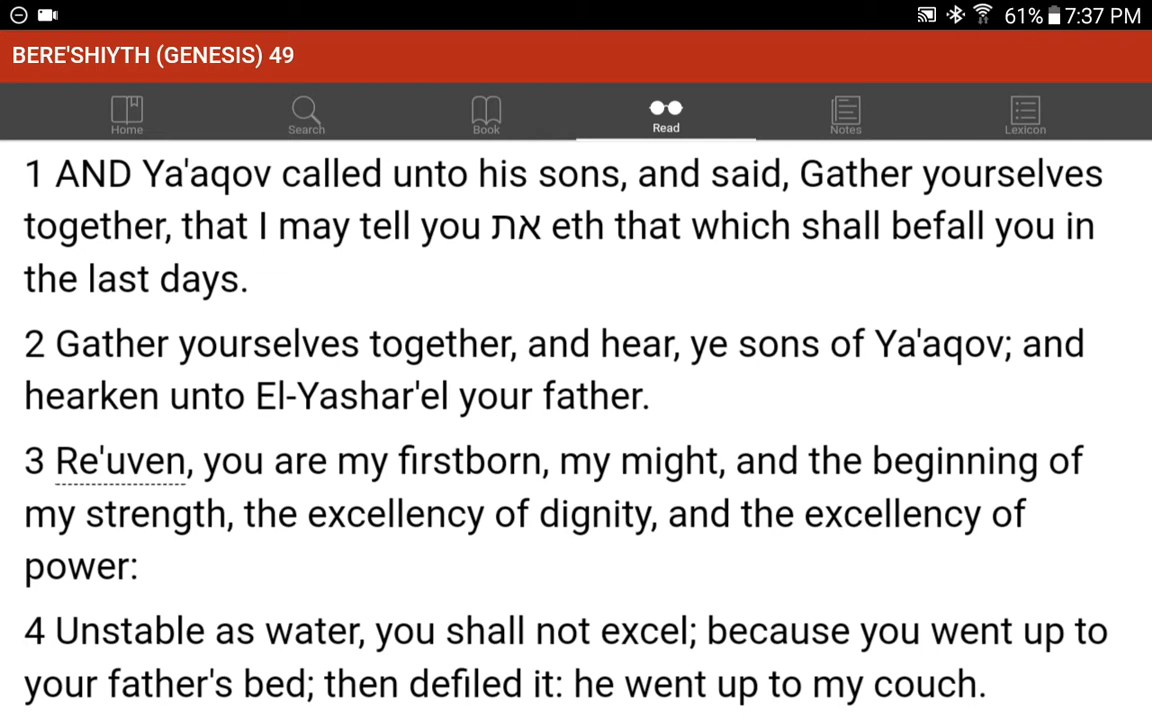 61% 7:37 PM
BERE'SHIYTH (GENESIS) 49
Home Search Book Read Notes Lexicon
1 AND Ya'aqov called unto his sons, and said, Gather yourselves
together, that I may tell you את eth that which shall befall you in
the last days.
2 Gather yourselves together, and hear, ye sons of Ya'aqov; and
hearken unto El-Yashar'el your father.
3 Re'uven, you are my firstborn, my might, and the beginning of
my strength, the excellency of dignity, and the excellency of
power:
4 Unstable as water, you shall not excel; because you went up to
your father's bed; then defiled it: he went up to my couch.